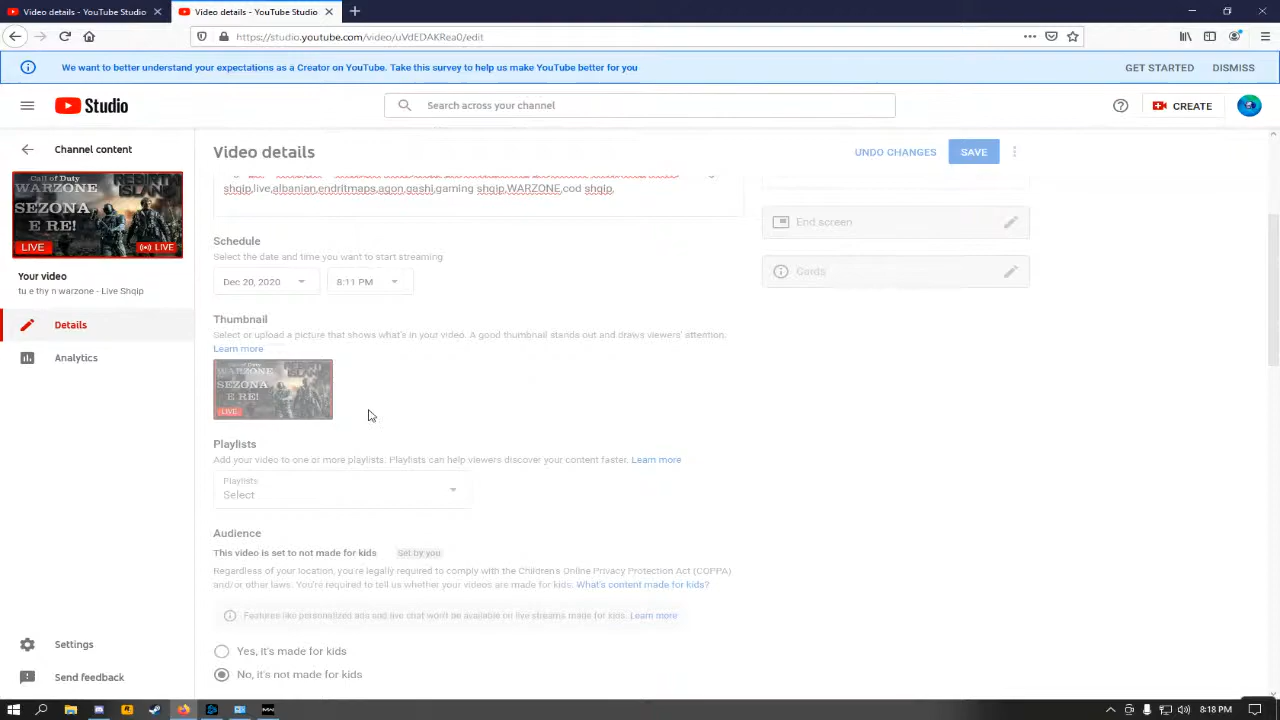 Video details - YouTube Studio
Video details - YouTube Studio
https://studio.youtube.com/video/uVdEDAKRea0/edit
We want to better understand your expectations as a Creator on YouTube. Take this survey to help us make YouTube better for you
GET STARTED
DISMISS
Studio
Search across your channel
CREATE
Channel content
Video details
UNDO CHANGES
SAVE
Call of Duty
WARZONE
SEZONA
E RE!
LIVE
LIVE
shqip,live,albanian,endritmaps,agon gashi,gaming shqip,WARZONE,cod shqip,
End screen
Schedule
Select the date and time you want to start streaming
Cards
Your video
tu e thy n warzone - Live Shqip
Dec 20, 2020
8:11 PM
Details
Thumbnail
Select or upload a picture that shows what's in your video. A good thumbnail stands out and draws viewers' attention.
Learn more
Analytics
WARZONE
SEZONA
E RE!
LIVE
Playlists
Add your video to one or more playlists. Playlists can help viewers discover your content faster. Learn more
Playlists
Select
Audience
This video is set to not made for kids
Set by you
Regardless of your location, you're legally required to comply with the Children's Online Privacy Protection Act (COPPA)
and/or other laws. You're required to tell us whether your videos are made for kids. What's content made for kids?
Features like personalized ads and live chat won't be available on live streams made for kids. Learn more
Yes, it's made for kids
No, it's not made for kids
Settings
Send feedback
8:18 PM